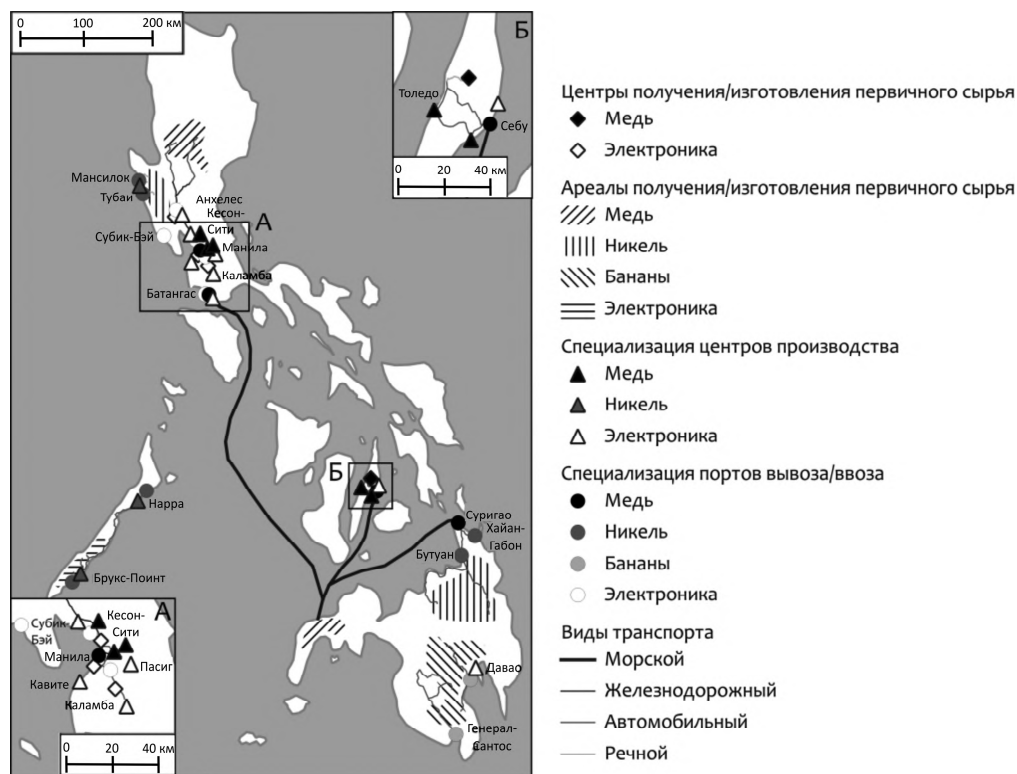 0 100 200 км
Б
Толедо
Себу
0 20 40 км
Мансилок
Тубаи
Анхелес
Кесон-
Сити
А
Субик-Бэй
Манила
Каламба
Батангас
Б
Нарра
Брукс-Поинт
Суригао
Хайан-
Габон
Бутуан
Давао
Генерал-
Сантос
А
Субик-
Бэй
Кесон-
Сити
Манила
Пасиг
Кавите
Каламба
0 20 40 км
Центры получения/изготовления первичного сырья
Медь
Электроника
Ареалы получения/изготовления первичного сырья
Медь
Никель
Бананы
Электроника
Специализация центров производства
Медь
Никель
Электроника
Специализация портов вывоза/ввоза
Медь
Никель
Бананы
Электроника
Виды транспорта
Морской
Железнодорожный
Автомобильный
Речной